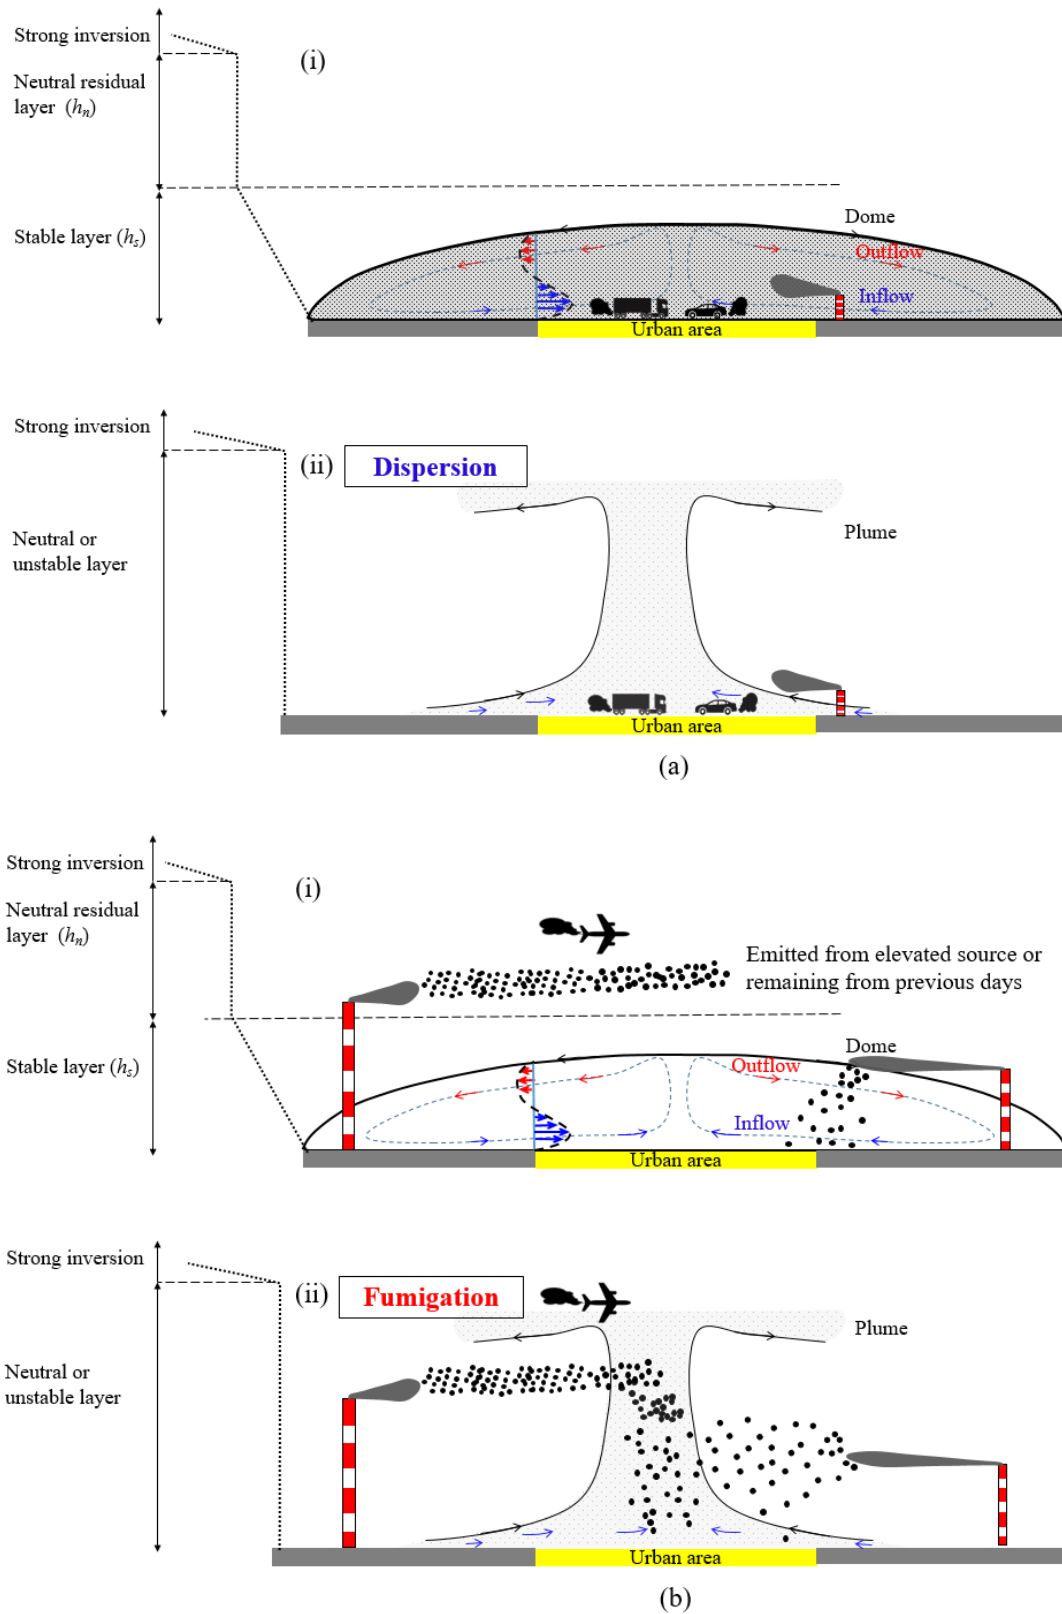 Strong inversion
(i)
Neutral residual
layer (hn)
Stable layer (hs)
Dome
Outflow
Inflow
Urban area
Strong inversion
(ii)
Dispersion
Neutral or
unstable layer
Plume
Urban area
(a)
Strong inversion
(i)
Neutral residual
layer (hn)
Emitted from elevated source or
remaining from previous days
Stable layer (hs)
Dome
Outflow
Inflow
Urban area
Strong inversion
(ii)
Fumigation
Plume
Neutral or
unstable layer
Urban area
(b)